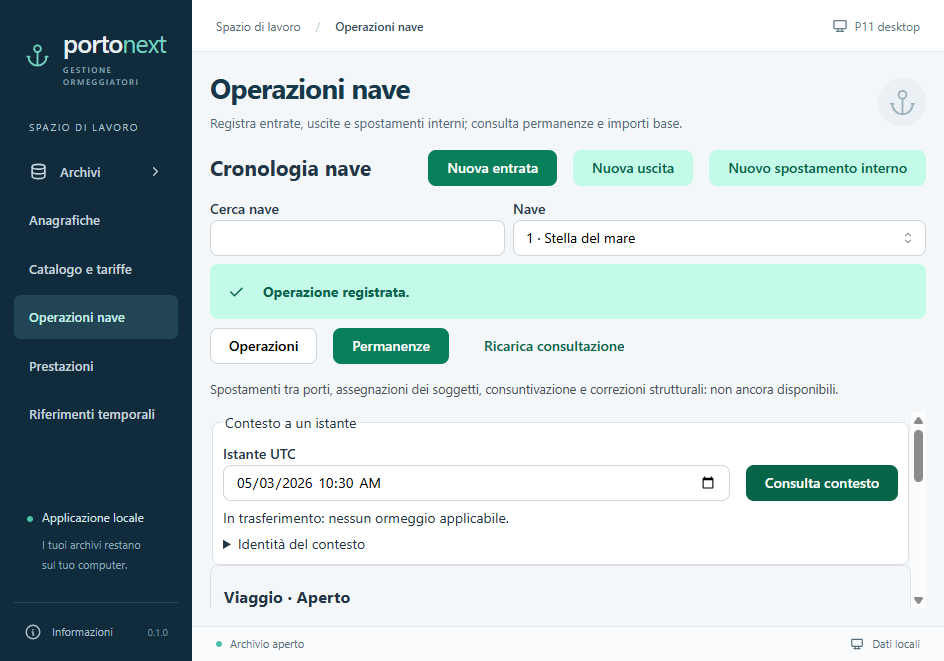 portonext
GESTIONE
ORMEGGIATORI
SPAZIO DI LAVORO
Archivi
Anagrafiche
Catalogo e tariffe
Operazioni nave
Prestazioni
Riferimenti temporali
Applicazione locale
I tuoi archivi restano
sul tuo computer.
Informazioni 0.1.0
Spazio di lavoro / Operazioni nave
P11 desktop
Operazioni nave
Registra entrate, uscite e spostamenti interni; consulta permanenze e importi base.
Cronologia nave
Nuova entrata
Nuova uscita
Nuovo spostamento interno
Cerca nave
Nave
1 · Stella del mare
Operazione registrata.
Operazioni
Permanenze
Ricarica consultazione
Spostamenti tra porti, assegnazioni dei soggetti, consuntivazione e correzioni strutturali: non ancora disponibili.
Contesto a un istante
Istante UTC
05/03/2026 10:30 AM
Consulta contesto
In trasferimento: nessun ormeggio applicabile.
Identità del contesto
Viaggio · Aperto
Archivio aperto
Dati locali